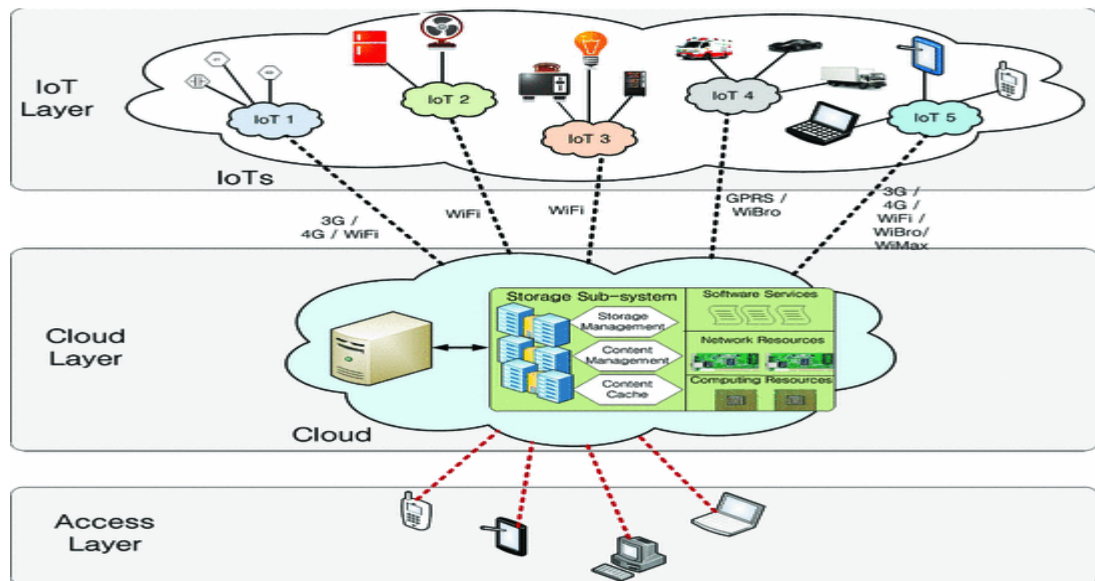 IoT
Layer
IoT 1
IoT 2
IoT 3
IoT 4
IoT 5
IoTs
3G /
4G / WiFi
WiFi
WiFi
GPRS /
WiBro
3G /
4G /
WiFi /
WiBro/
WiMax
Cloud
Layer
Storage Sub-system
Storage
Management
Content
Management
Content
Cache
Software Services
Network Resources
Computing Resources
Cloud
Access
Layer